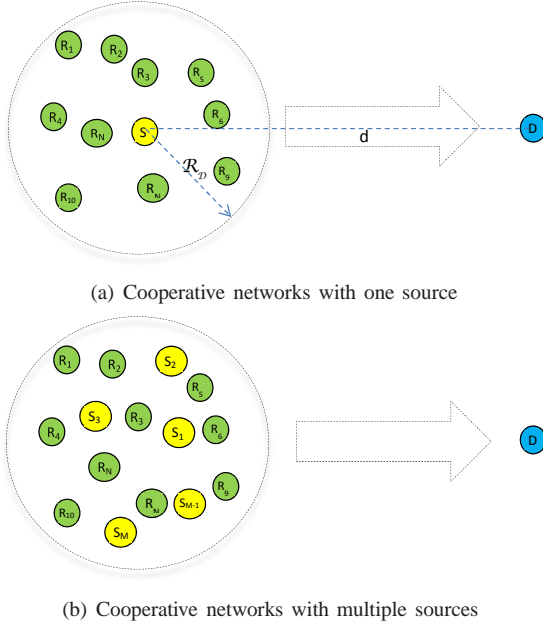 R1
R2
R3
R5
R4
RN
S
R6
D
d
R_D
R9
R10
RN
(a) Cooperative networks with one source
R1
R2
S2
R5
S3
R3
S1
R4
R6
D
RN
R9
R10
RN
SM-1
SM
(b) Cooperative networks with multiple sources